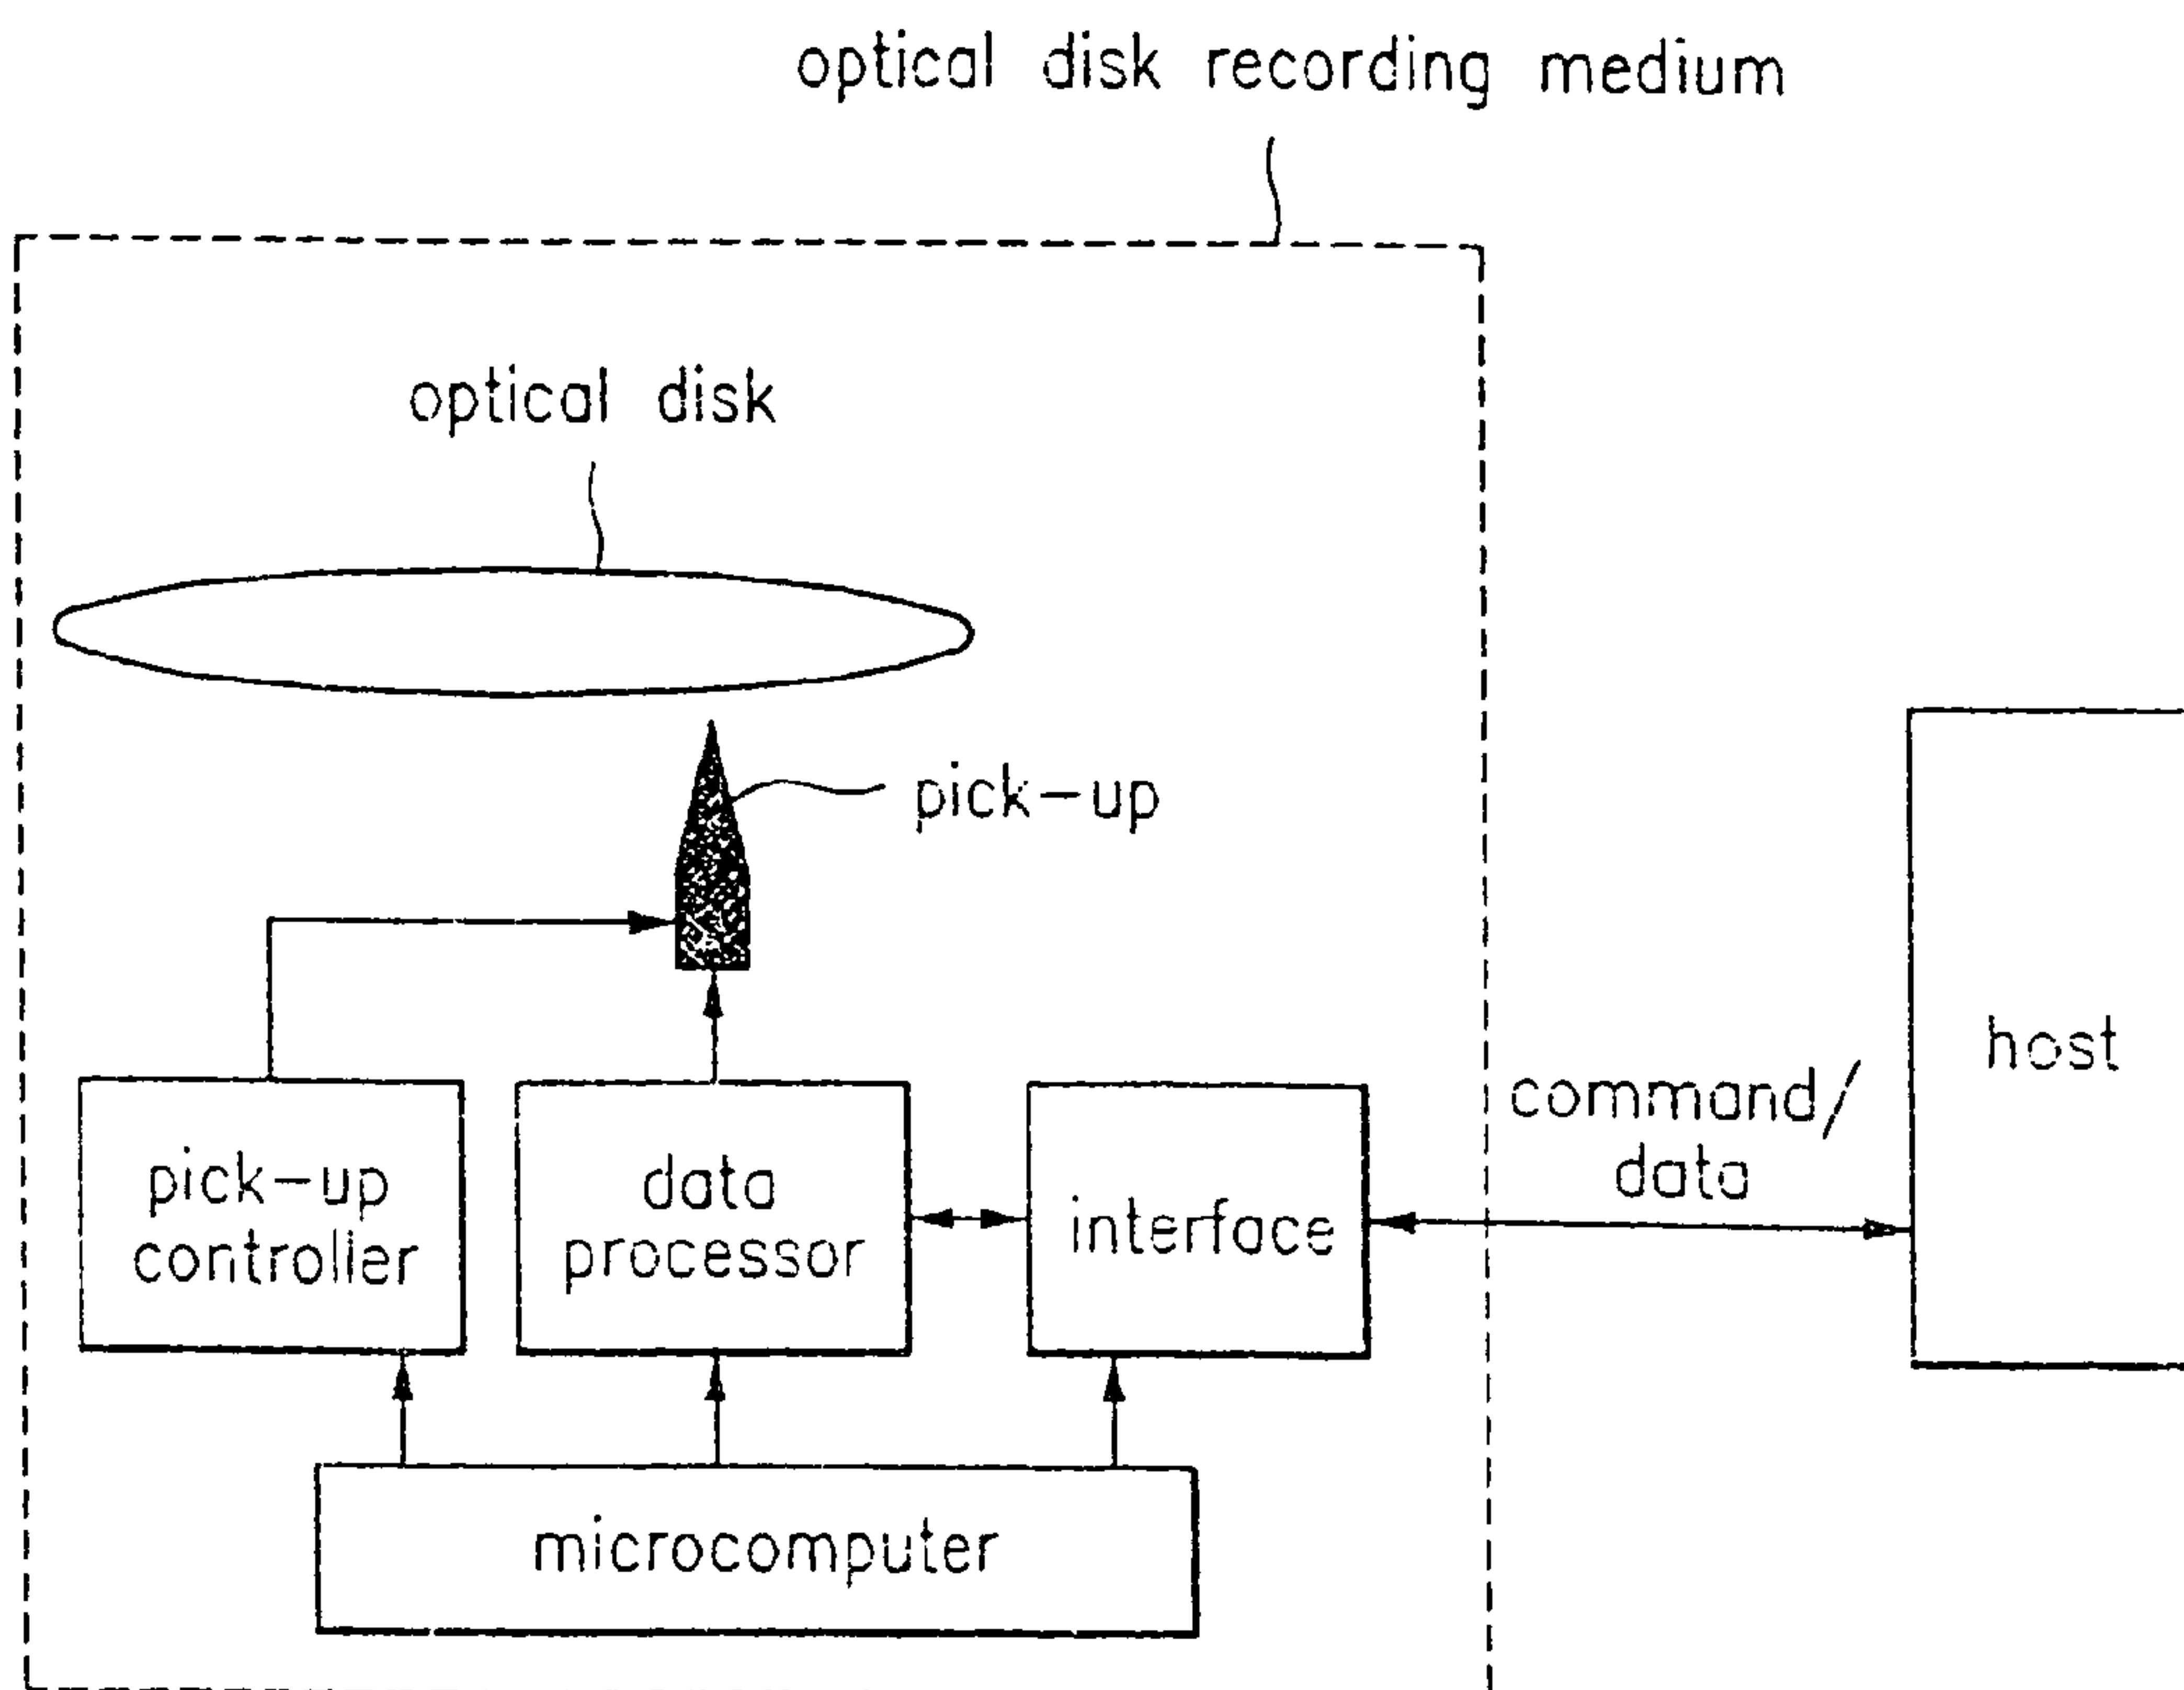 optical disk recording medium
optical disk
pick-up
host
command/
data
pick-up
controller
data
processor
interface
microcomputer